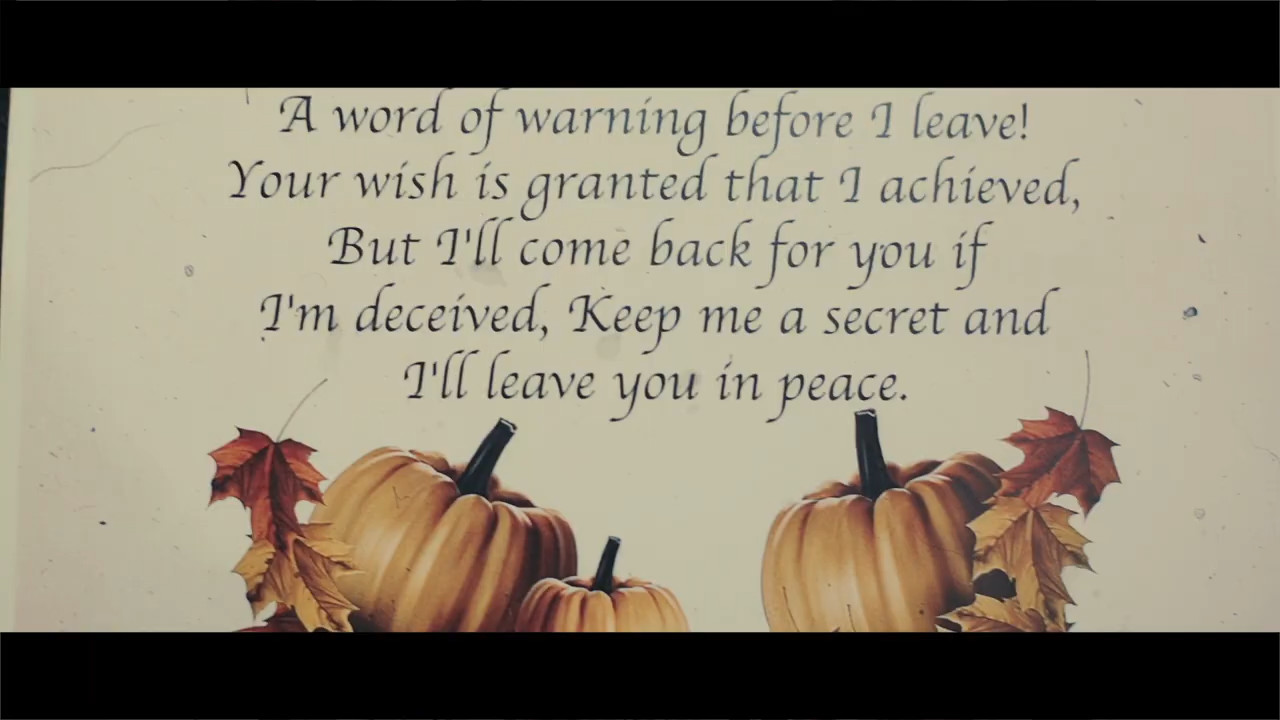 A word of warning before I leave!
Your wish is granted that I achieved,
But I'll come back for you if
I'm deceived, Keep me a secret and
I'll leave you in peace.